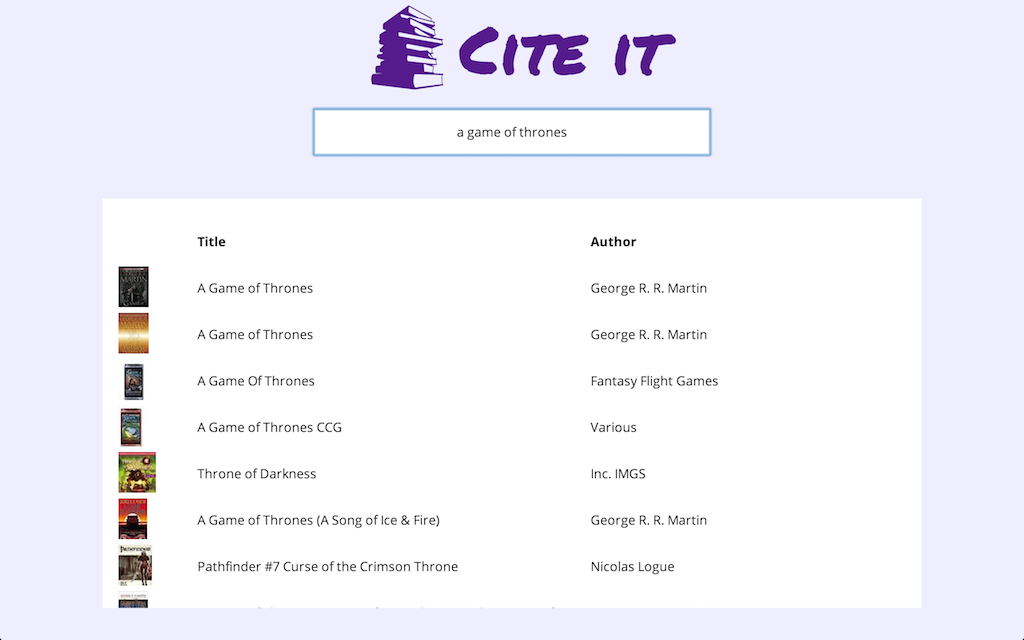 CITE IT
a game of thrones
Title Author
A Game of Thrones George R. R. Martin
A Game of Thrones George R. R. Martin
A Game Of Thrones Fantasy Flight Games
A Game of Thrones CCG Various
Throne of Darkness Inc. IMGS
A Game of Thrones (A Song of Ice & Fire) George R. R. Martin
Pathfinder #7 Curse of the Crimson Throne Nicolas Logue